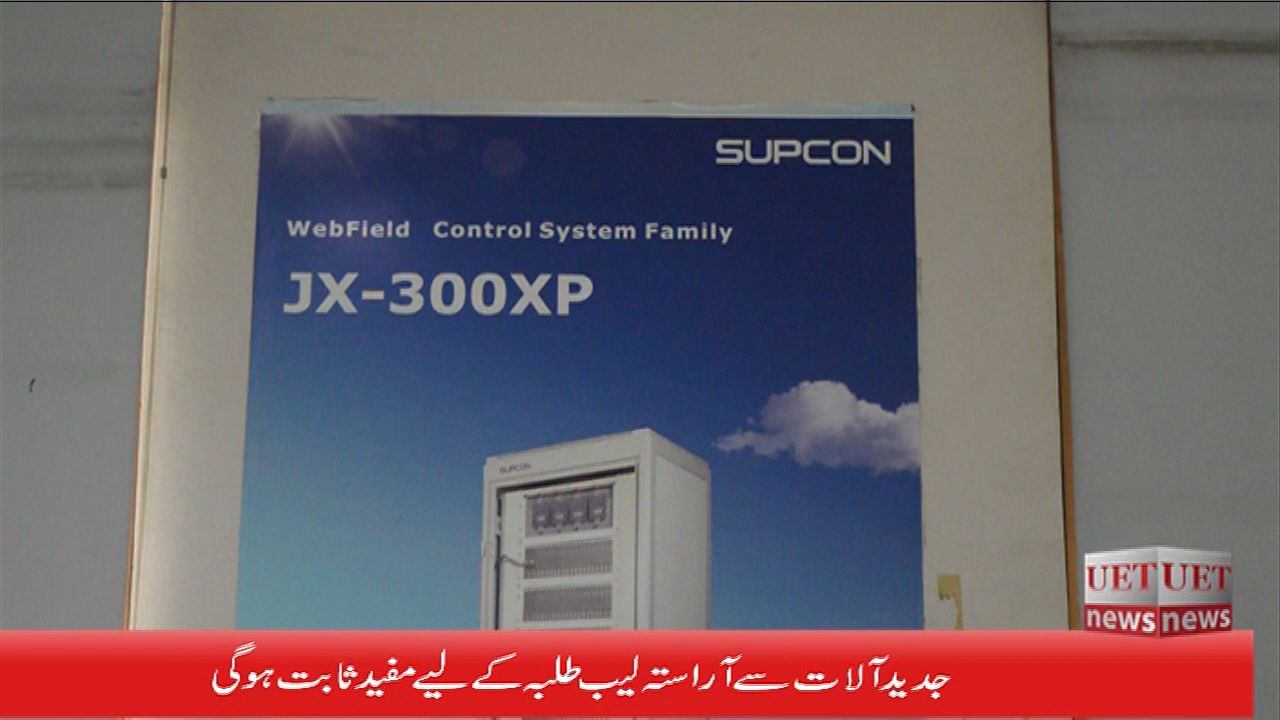 SUPCON
WebField Control System Family
JX-300XP
SUPCON
UET UET
news news
جدید آلات سے آراستہ لیب طلبہ کے لیے مفید ثابت ہوگی